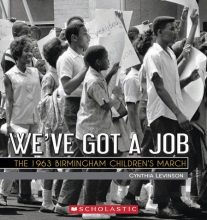 WE'VE GOT A JOB
THE 1963 BIRMINGHAM CHILDREN'S MARCH
CYNTHIA LEVINSON
SCHOLASTIC